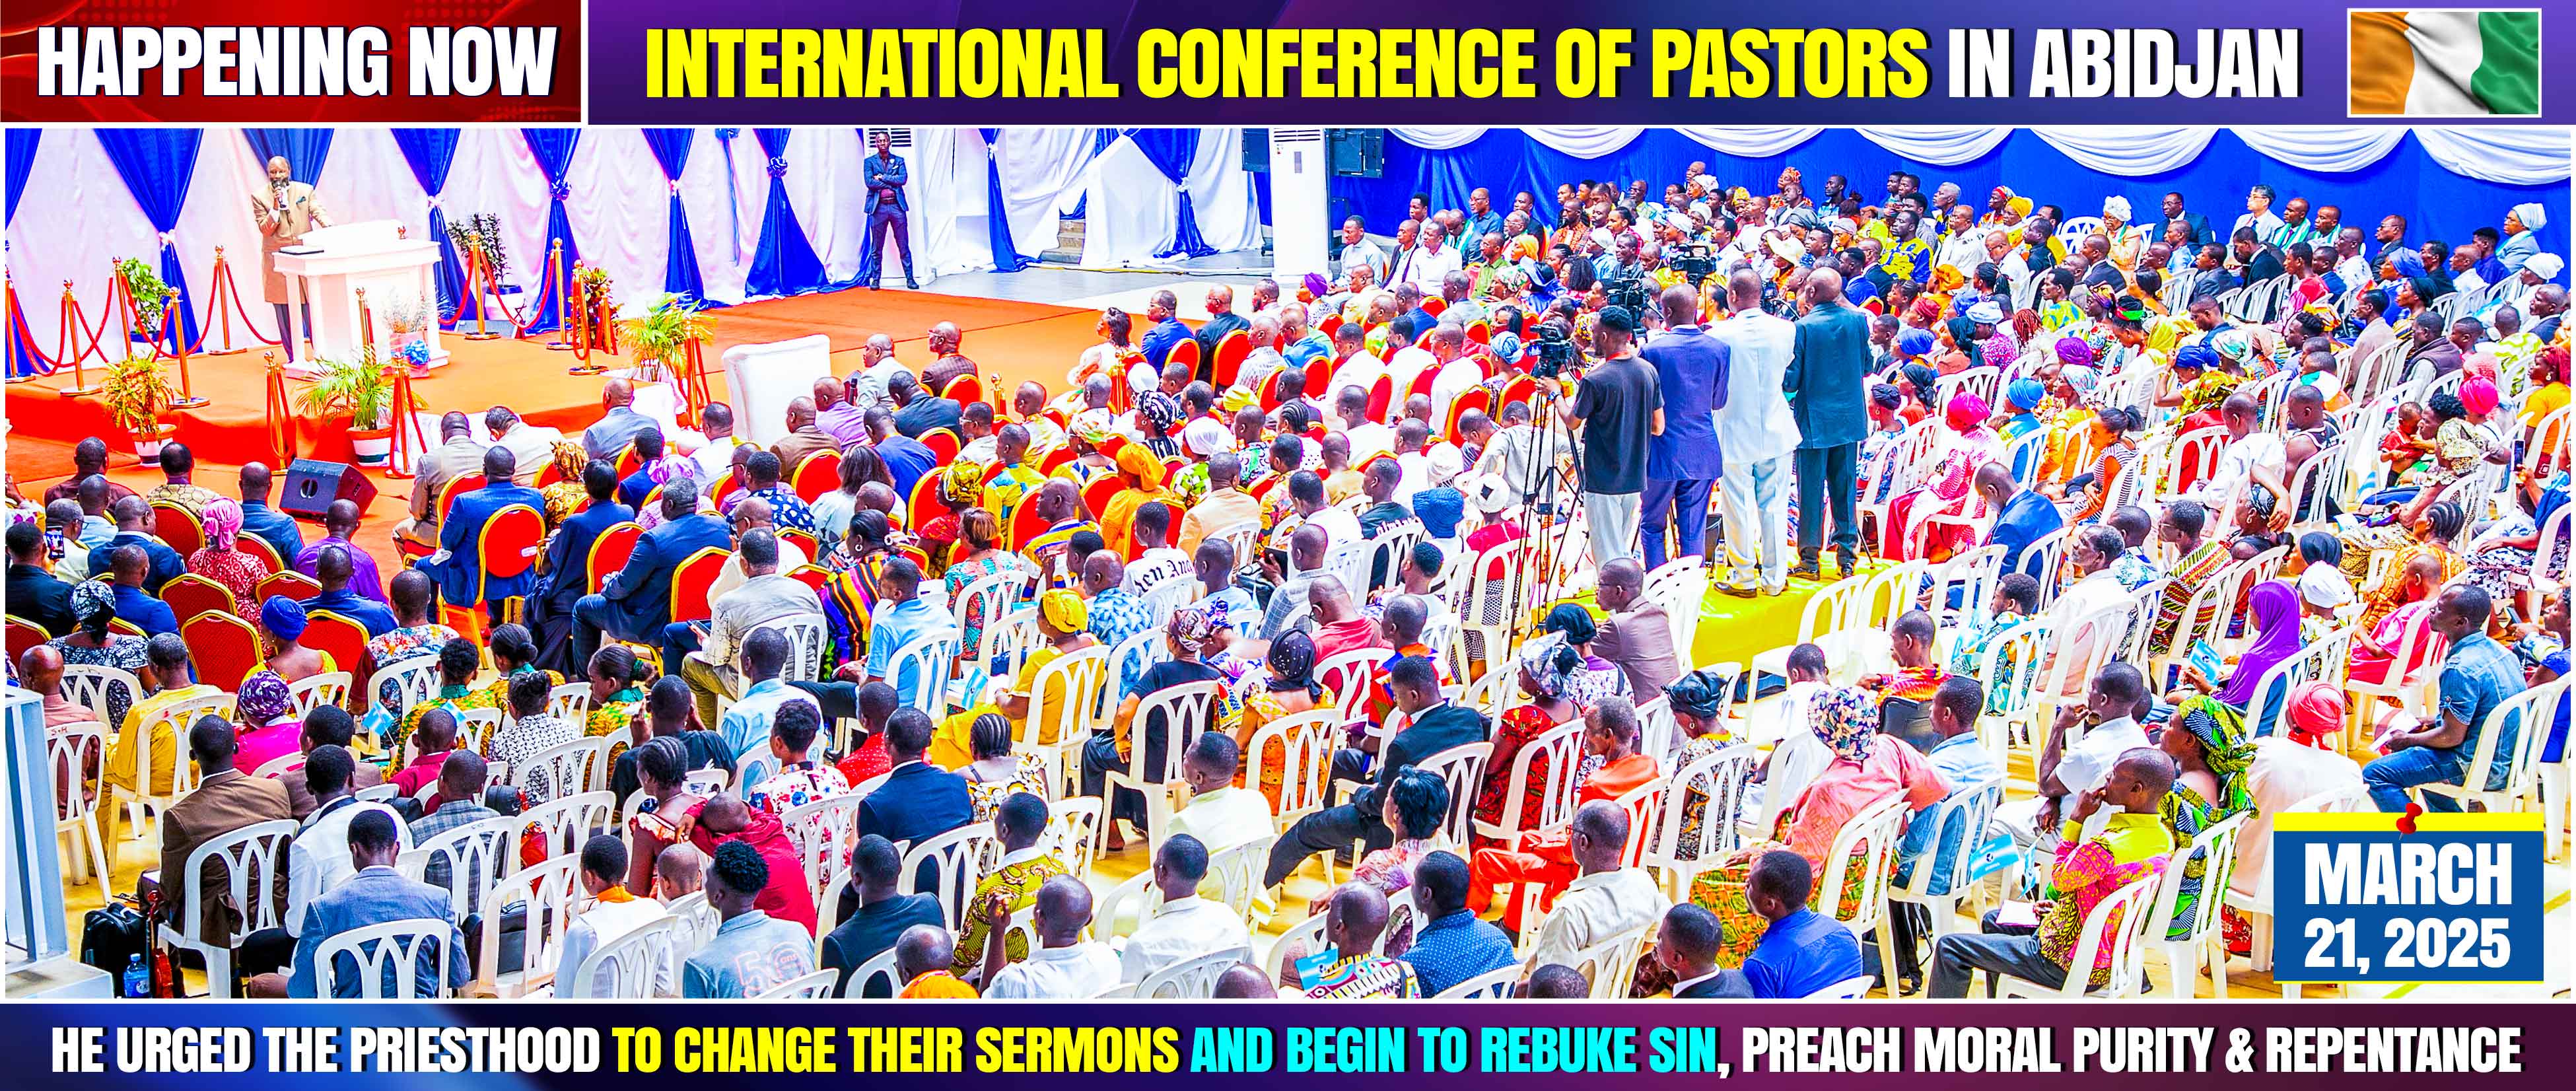 HAPPENING NOW
INTERNATIONAL CONFERENCE OF PASTORS IN ABIDJAN
MARCH
21, 2025
HE URGED THE PRIESTHOOD TO CHANGE THEIR SERMONS AND BEGIN TO REBUKE SIN, PREACH MORAL PURITY & REPENTANCE